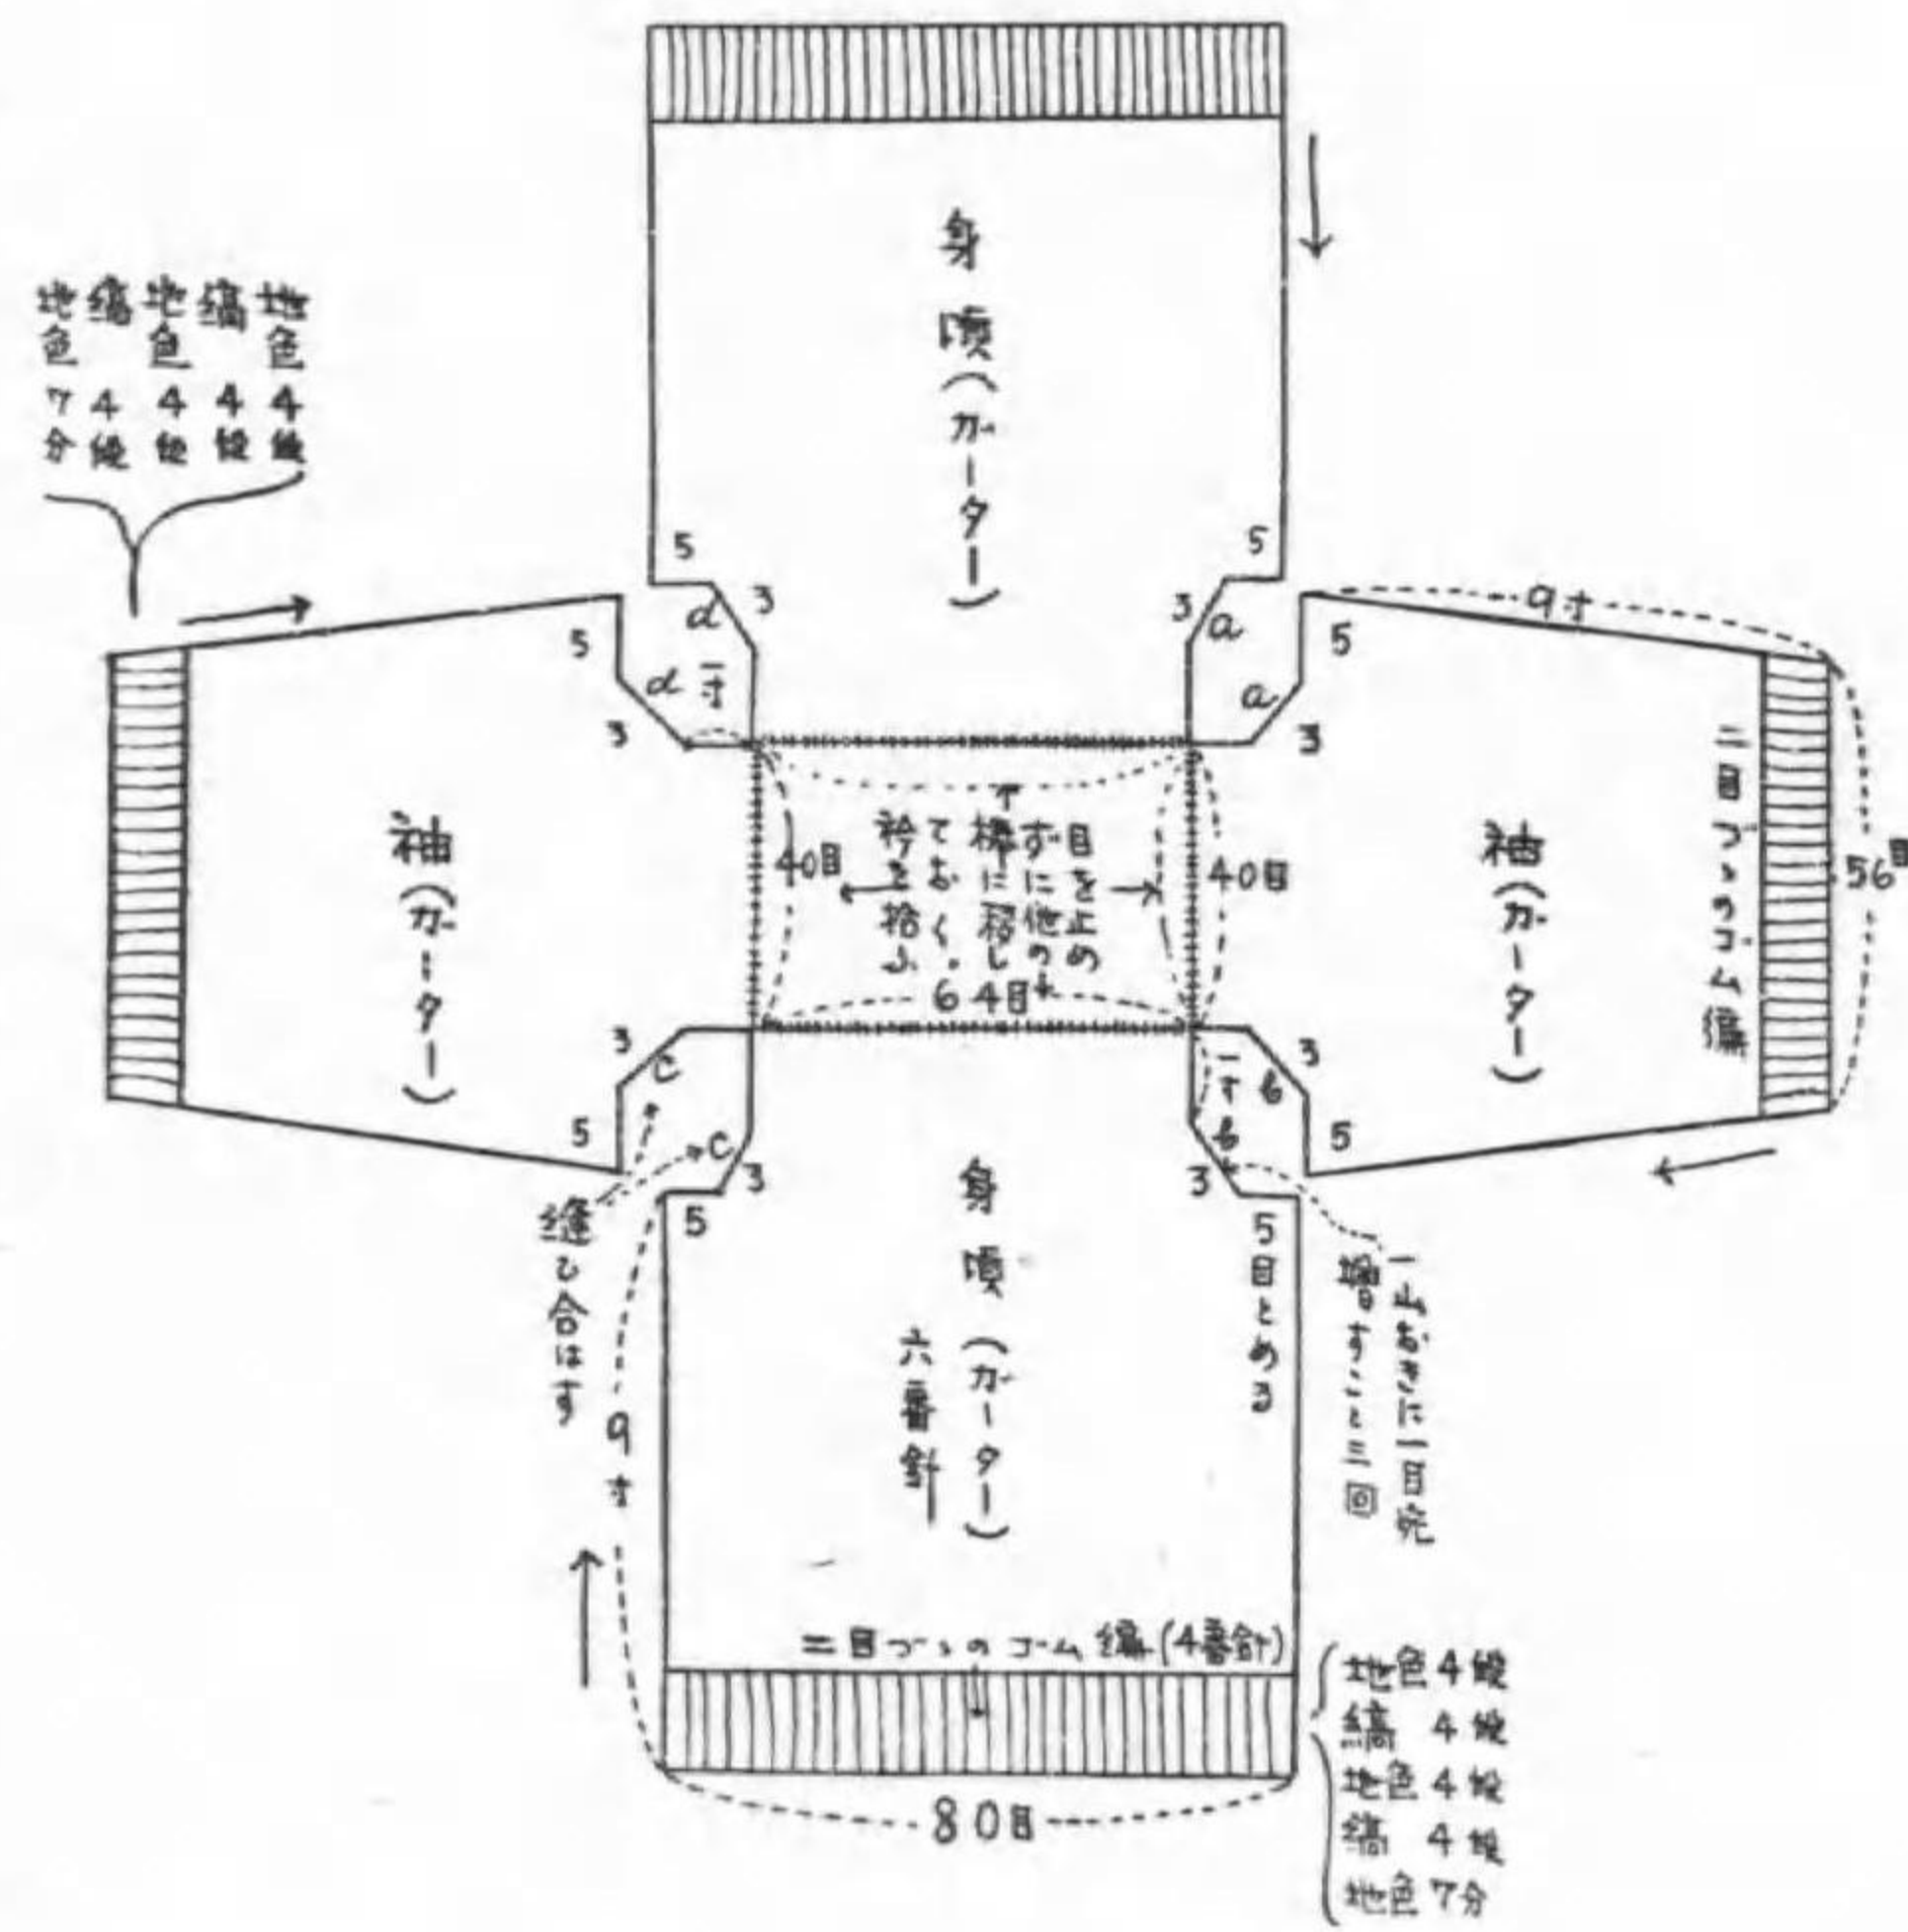 身頃(ガーター)
地色4段
縞 4段
地色4段
縞 4段
地色7分
5
5
3
3
d
a
9寸
5
5
d
一寸
a
3
3
袖(ガーター)
40目
目を止め
ずに他の
棒に移し
ておく。
衿を拾ふ
40目
袖(ガーター)
二目づゝのゴム編
56目
64目
3
c
一寸
b
3
5
c
b
5
3
3
5
縫ひ合はす
身頃(ガーター)
六番針
5目とめる
一山おきに一目宛
増すこと三回
9寸
二目づゝのゴム編(4番針)
80目
地色4段
縞 4段
地色4段
縞 4段
地色7分